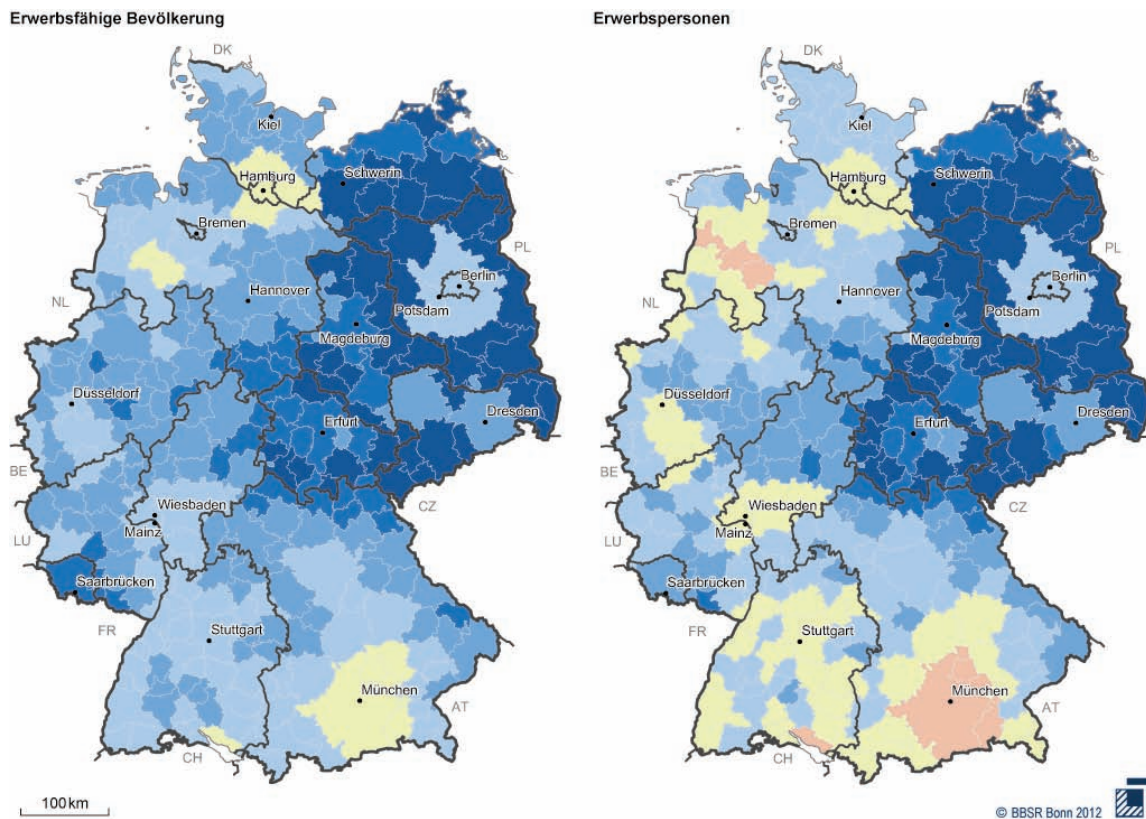 Erwerbsfähige Bevölkerung
DK
Kiel
Hamburg
Schwerin
Bremen
PL
Berlin
NL
Hannover
Potsdam
Magdeburg
Düsseldorf
Dresden
Erfurt
BE
Wiesbaden
CZ
Mainz
LU
Saarbrücken
FR
Stuttgart
München
AT
CH
100 km
Erwerbspersonen
DK
Kiel
Hamburg
Schwerin
Bremen
PL
Berlin
NL
Hannover
Potsdam
Magdeburg
Düsseldorf
Dresden
Erfurt
BE
Wiesbaden
CZ
Mainz
LU
Saarbrücken
FR
Stuttgart
München
AT
CH
© BBSR Bonn 2012